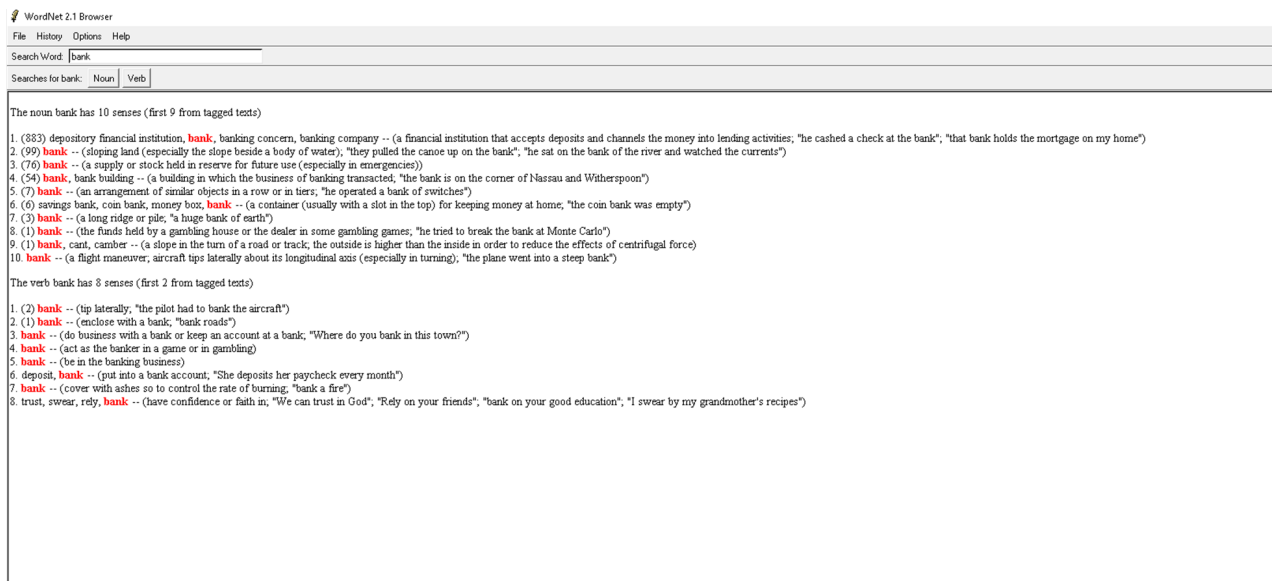 WordNet 2.1 Browser
File History Options Help
Search Word: bank
Searches for bank: Noun Verb
The noun bank has 10 senses (first 9 from tagged texts)
1. (883) depository financial institution, bank, banking concern, banking company -- (a financial institution that accepts deposits and channels the money into lending activities; "he cashed a check at the bank"; "that bank holds the mortgage on my home")
2. (99) bank -- (sloping land (especially the slope beside a body of water); "they pulled the canoe up on the bank"; "he sat on the bank of the river and watched the currents")
3. (76) bank -- (a supply or stock held in reserve for future use (especially in emergencies))
4. (54) bank, bank building -- (a building in which the business of banking transacted; "the bank is on the corner of Nassau and Witherspoon")
5. (7) bank -- (an arrangement of similar objects in a row or in tiers; "he operated a bank of switches")
6. (6) savings bank, coin bank, money box, bank -- (a container (usually with a slot in the top) for keeping money at home; "the coin bank was empty")
7. (3) bank -- (a long ridge or pile; "a huge bank of earth")
8. (1) bank -- (the funds held by a gambling house or the dealer in some gambling games; "he tried to break the bank at Monte Carlo")
9. (1) bank, cant, camber -- (a slope in the turn of a road or track; the outside is higher than the inside in order to reduce the effects of centrifugal force)
10. bank -- (a flight maneuver; aircraft tips laterally about its longitudinal axis (especially in turning); "the plane went into a steep bank")
The verb bank has 8 senses (first 2 from tagged texts)
1. (2) bank -- (tip laterally; "the pilot had to bank the aircraft")
2. (1) bank -- (enclose with a bank; "bank roads")
3. bank -- (do business with a bank or keep an account at a bank; "Where do you bank in this town?")
4. bank -- (act as the banker in a game or in gambling)
5. bank -- (be in the banking business)
6. deposit, bank -- (put into a bank account; "She deposits her paycheck every month")
7. bank -- (cover with ashes so to control the rate of burning; "bank a fire")
8. trust, swear, rely, bank -- (have confidence or faith in; "We can trust in God"; "Rely on your friends"; "bank on your good education"; "I swear by my grandmother's recipes")